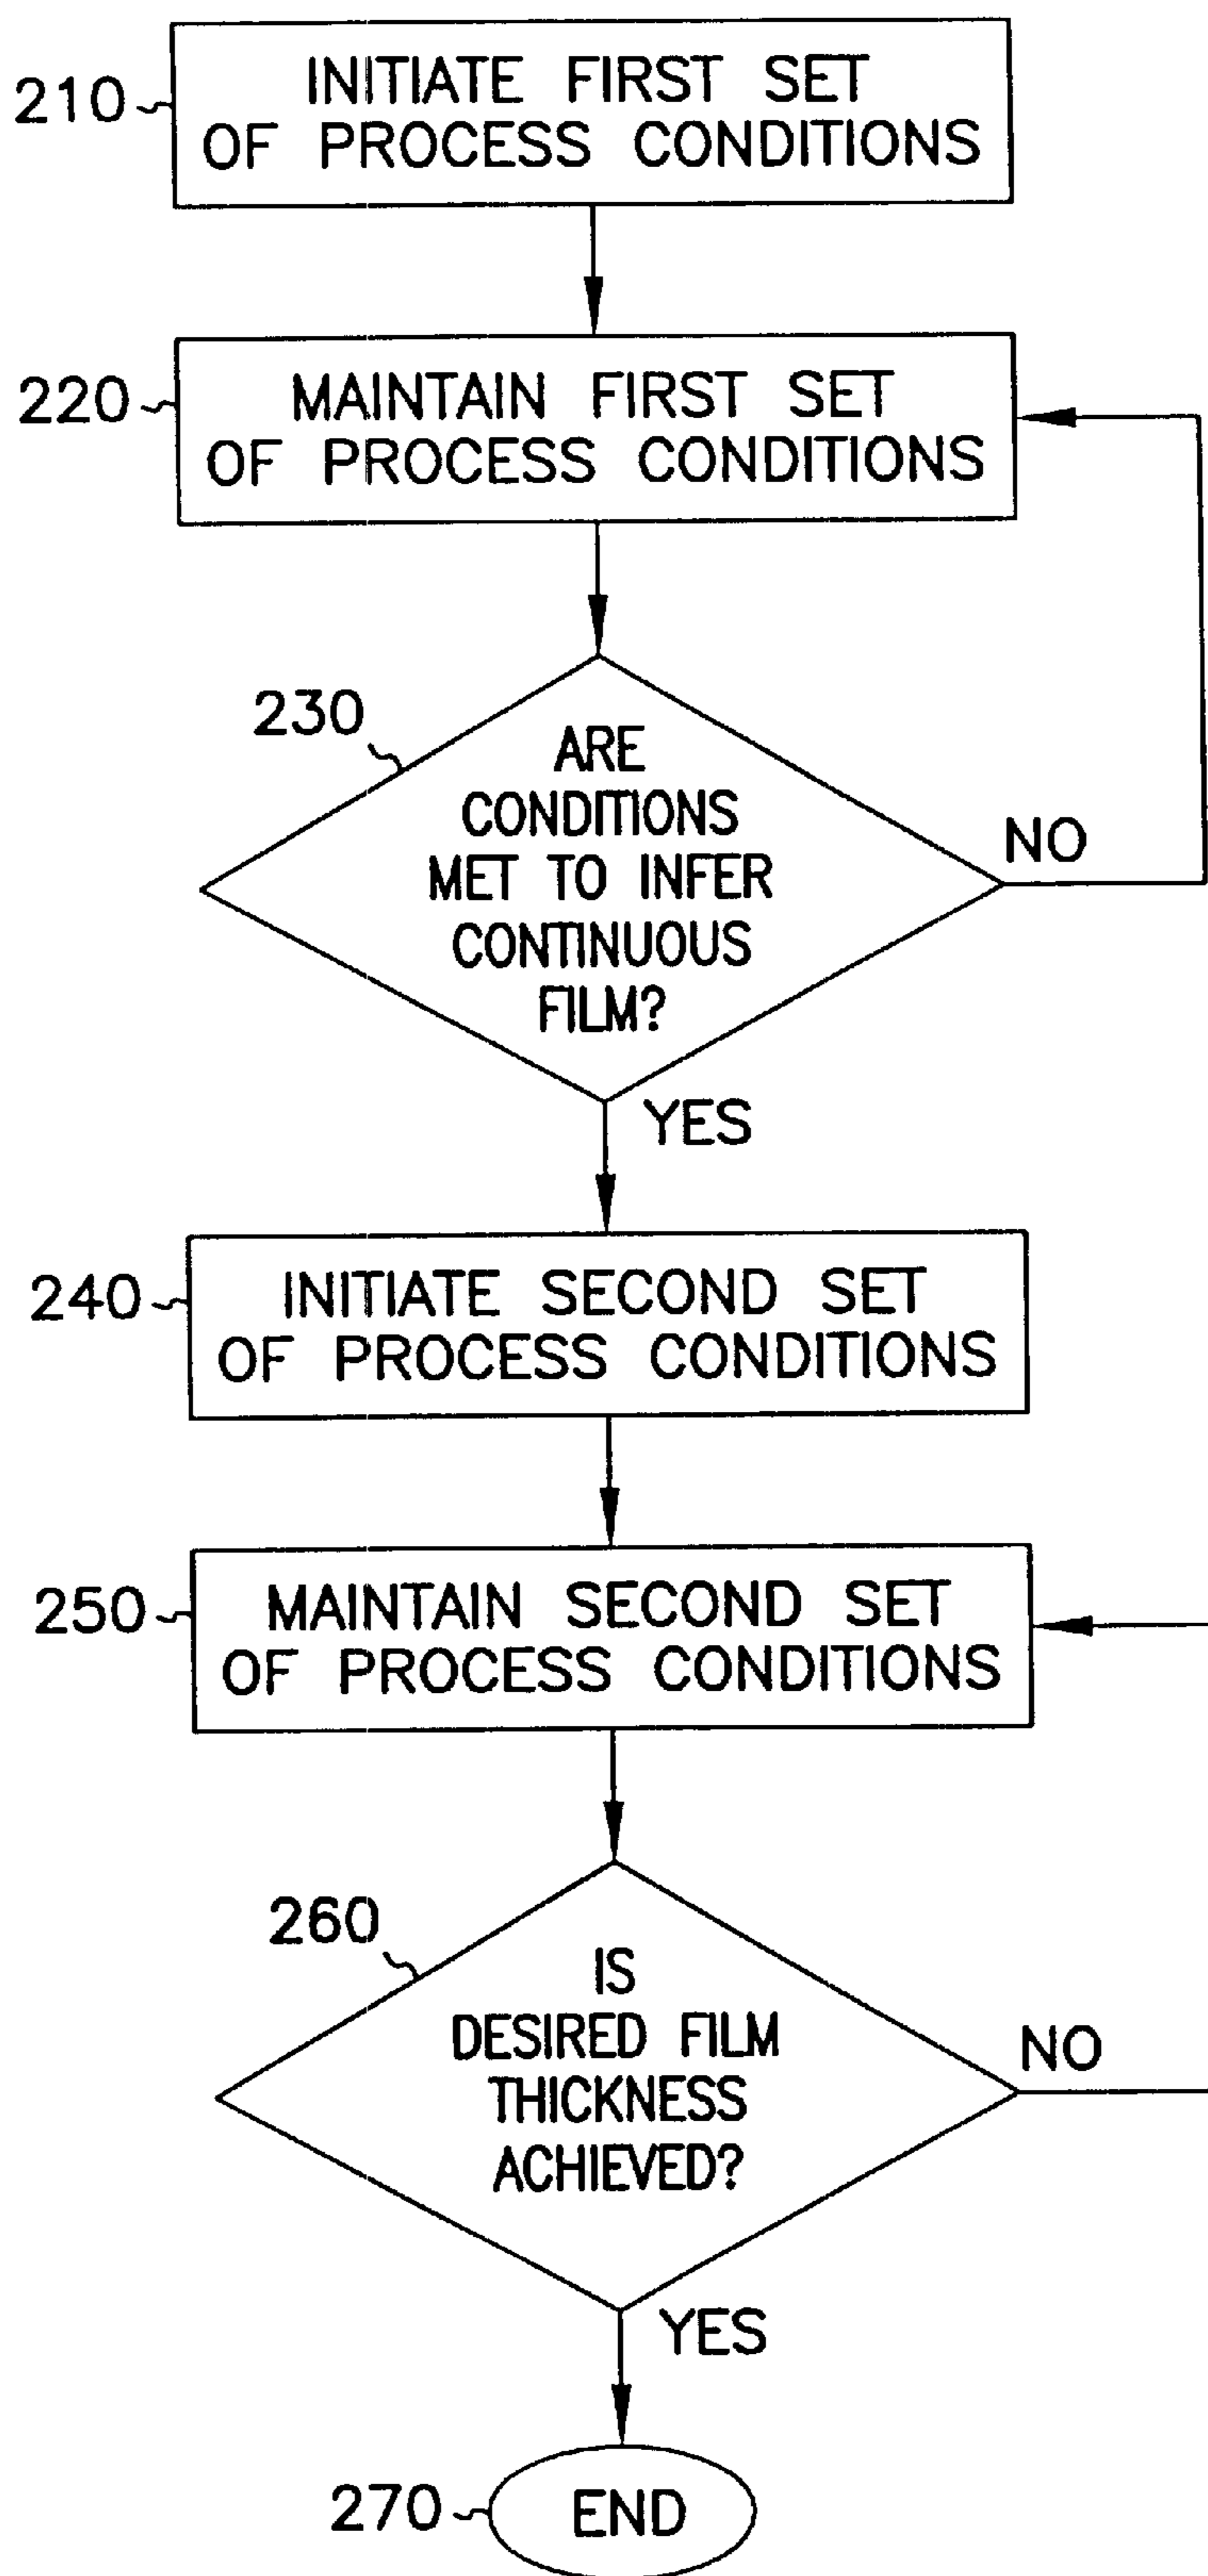 210
INITIATE FIRST SET
OF PROCESS CONDITIONS
220
MAINTAIN FIRST SET
OF PROCESS CONDITIONS
230
ARE
CONDITIONS
MET TO INFER
CONTINUOUS
FILM?
NO
YES
240
INITIATE SECOND SET
OF PROCESS CONDITIONS
250
MAINTAIN SECOND SET
OF PROCESS CONDITIONS
260
IS
DESIRED FILM
THICKNESS
ACHIEVED?
NO
YES
270
END